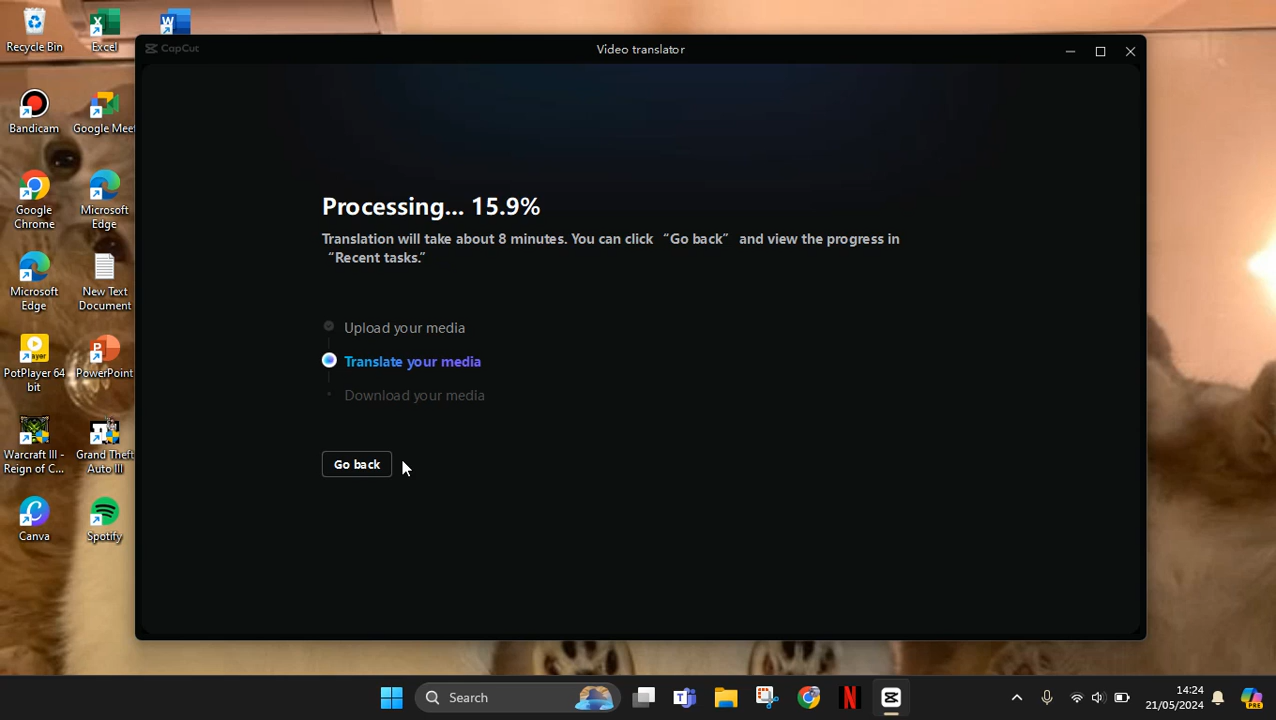 Recycle Bin
Excel
CapCut
Video translator
Bandicam
Google Meet
Processing... 15.9%
Translation will take about 8 minutes. You can click “Go back” and view the progress in
“Recent tasks.”
Google
Chrome
Microsoft
Edge
Microsoft
Edge
New Text
Document
Upload your media
Translate your media
Download your media
PotPlayer 64
bit
PowerPoint
Warcraft III -
Reign of C...
Grand Theft
Auto III
Go back
Canva
Spotify
Search
14:24
21/05/2024
PRE